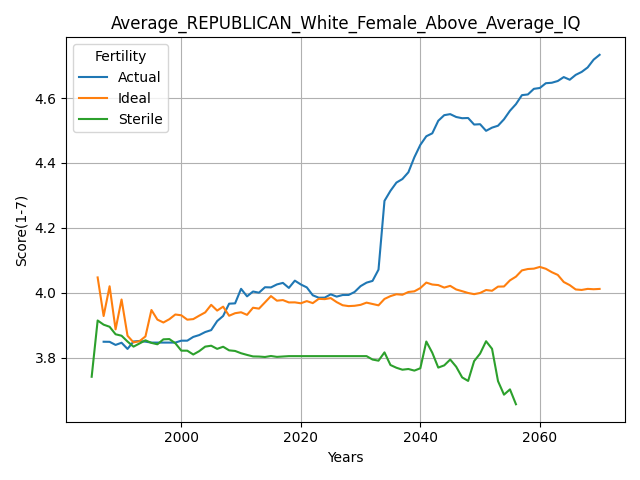 Average_REPUBLICAN_White_Female_Above_Average_IQ
Fertility
Actual
Ideal
Sterile
Score(1-7)
4.6
4.4
4.2
4.0
3.8
2000
2020
2040
2060
Years